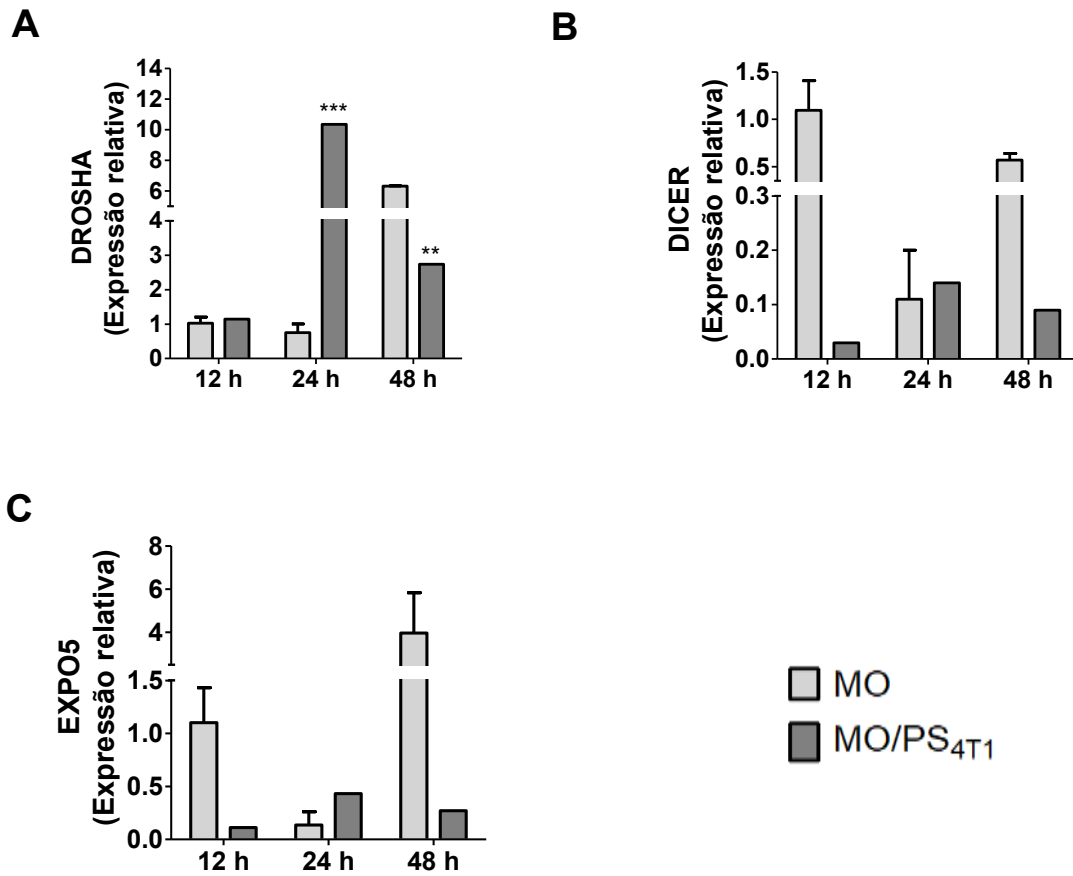 A
DROSHA
(Expressão relativa)
14
12
10
8
6
4
3
2
1
0
***
**
12 h 24 h 48 h
B
DICER
(Expressão relativa)
1.5
1.0
0.5
0.3
0.2
0.1
0.0
12 h 24 h 48 h
C
EXPO5
(Expressão relativa)
8
6
4
1.5
1.0
0.5
0.0
12 h 24 h 48 h
MO
MO/PS4T1